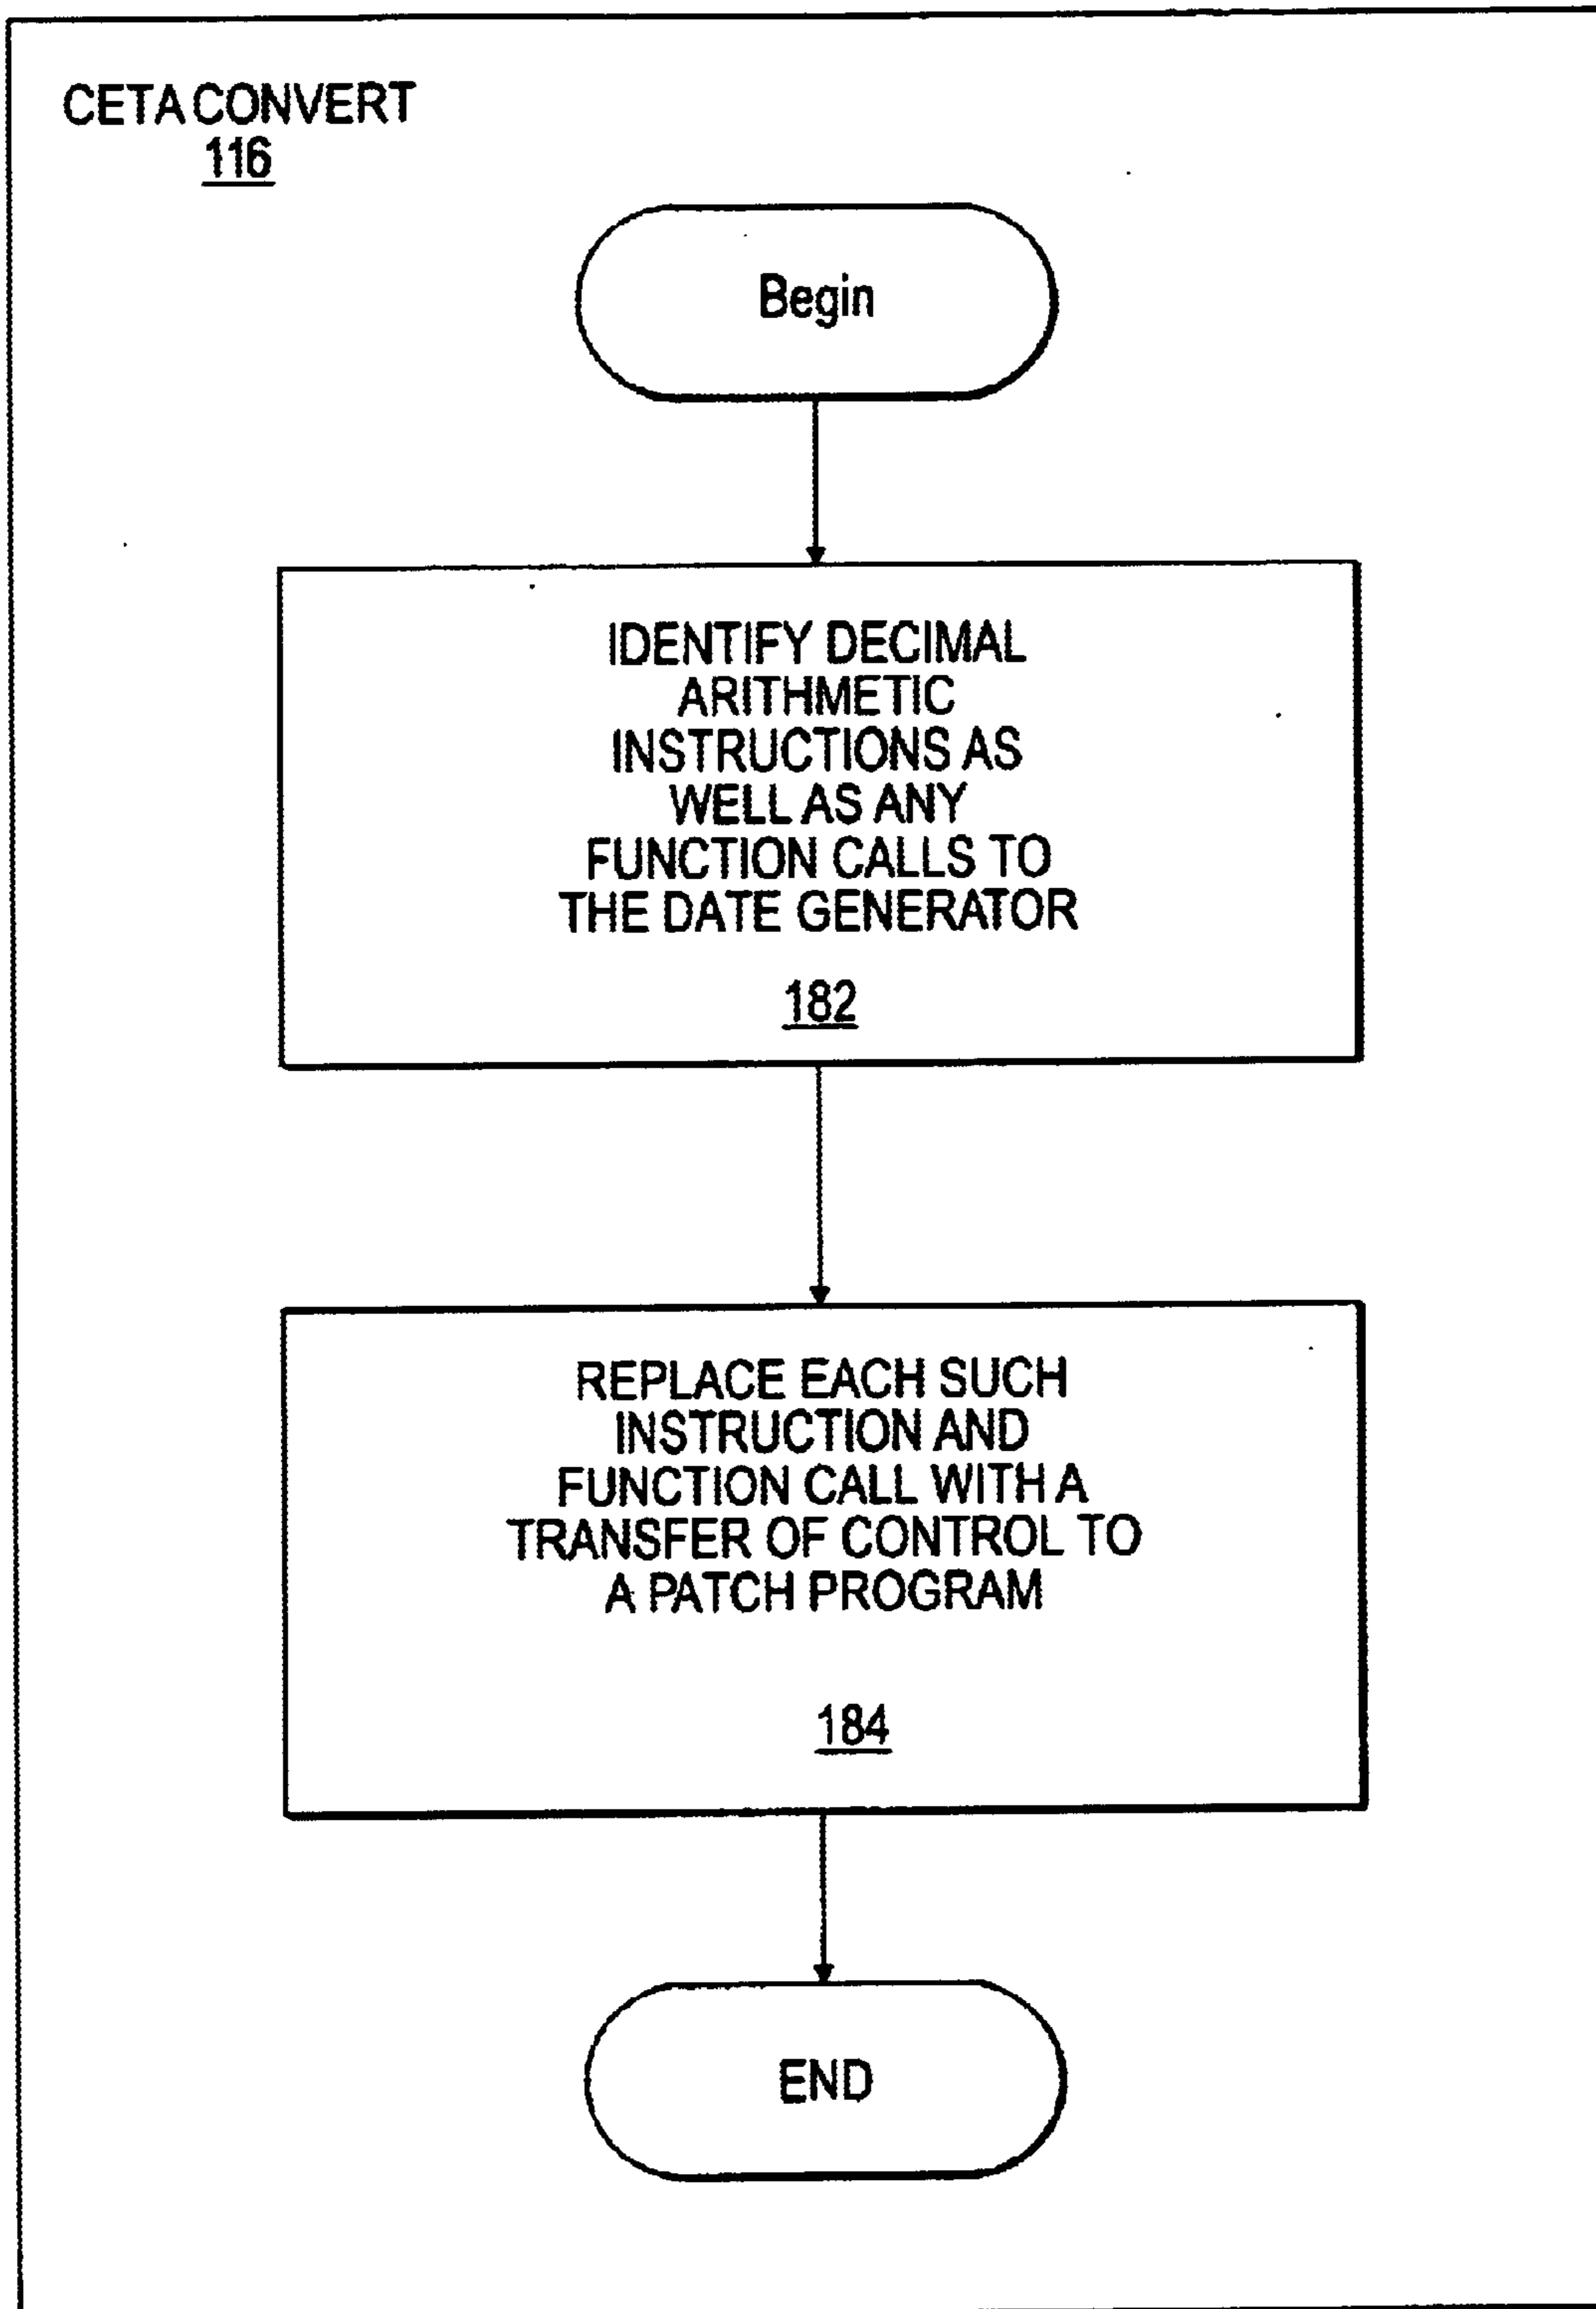 CETA CONVERT
116
Begin
IDENTIFY DECIMAL
ARITHMETIC
INSTRUCTIONS AS
WELL AS ANY
FUNCTION CALLS TO
THE DATE GENERATOR
182
REPLACE EACH SUCH
INSTRUCTION AND
FUNCTION CALL WITH A
TRANSFER OF CONTROL TO
A PATCH PROGRAM
184
END